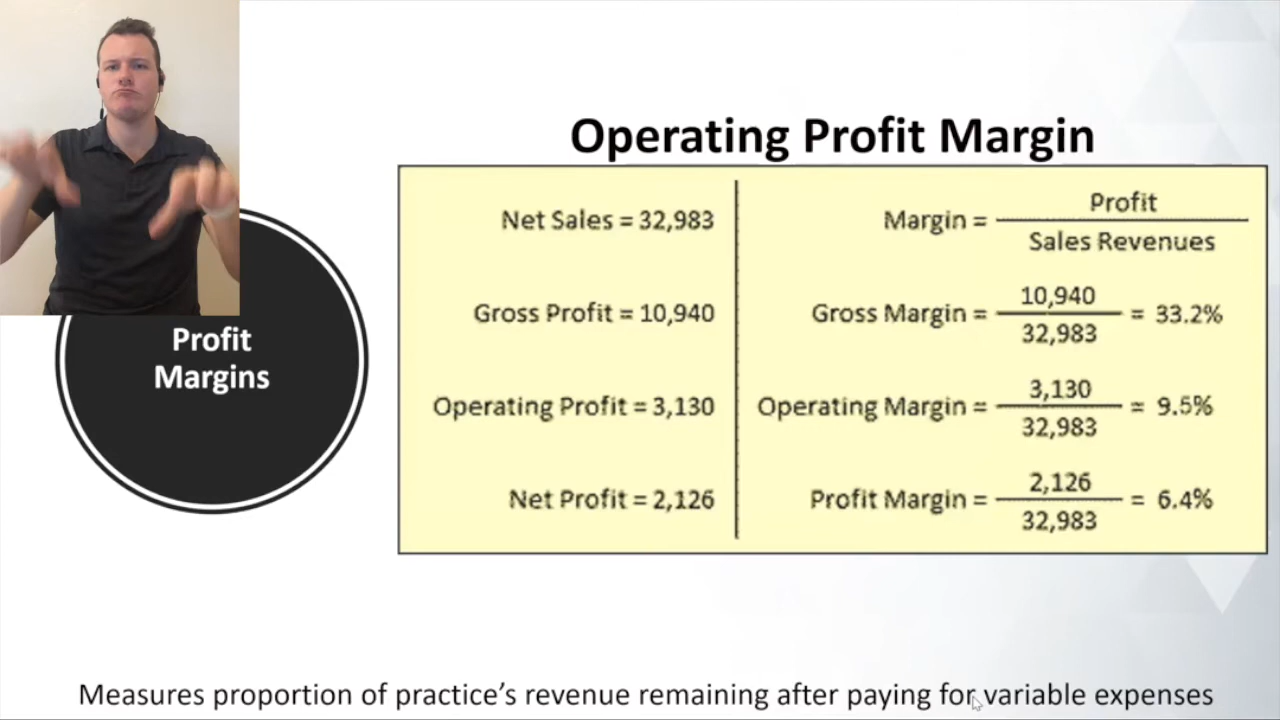 Operating Profit Margin
Net Sales = 32,983
Margin = Profit / Sales Revenues
Gross Profit = 10,940
Gross Margin = 10,940 / 32,983 = 33.2%
Profit
Margins
Operating Profit = 3,130
Operating Margin = 3,130 / 32,983 = 9.5%
Net Profit = 2,126
Profit Margin = 2,126 / 32,983 = 6.4%
Measures proportion of practice's revenue remaining after paying for variable expenses